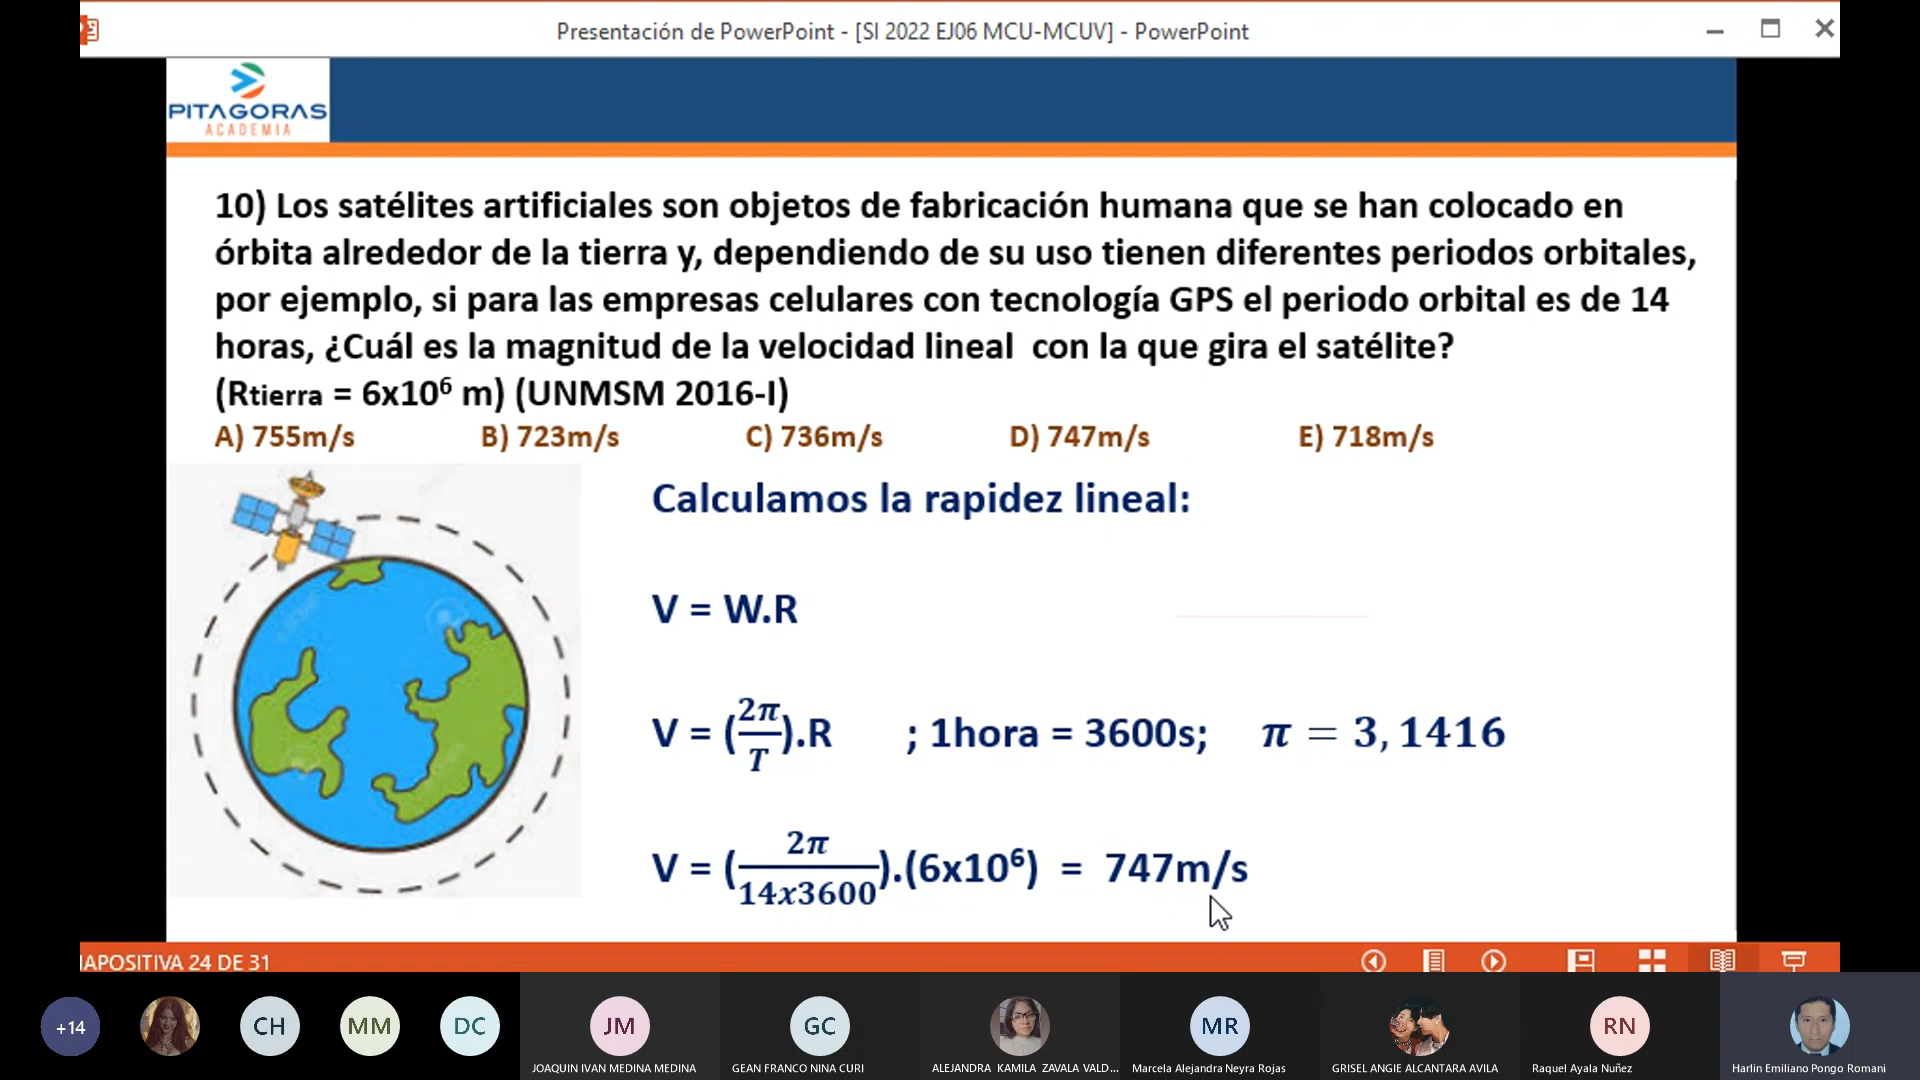 Presentación de PowerPoint - [SI 2022 EJ06 MCU-MCUV] - PowerPoint
PITAGORAS
ACADEMIA
10) Los satélites artificiales son objetos de fabricación humana que se han colocado en
órbita alrededor de la tierra y, dependiendo de su uso tienen diferentes periodos orbitales,
por ejemplo, si para las empresas celulares con tecnología GPS el periodo orbital es de 14
horas, ¿Cuál es la magnitud de la velocidad lineal con la que gira el satélite?
(Rtierra = 6x10⁶ m) (UNMSM 2016-I)
A) 755m/s B) 723m/s C) 736m/s D) 747m/s E) 718m/s
Calculamos la rapidez lineal:
V = W.R
V = (2π/T).R ; 1hora = 3600s; π = 3,1416
V = (2π/14x3600).(6x10⁶) = 747m/s
IAPOSITIVA 24 DE 31
+14 CH MM DC JM GC MR RN
JOAQUIN IVAN MEDINA MEDINA GEAN FRANCO NINA CURI ALEJANDRA KAMILA ZAVALA VALD... Marcela Alejandra Neyra Rojas GRISEL ANGIE ALCANTARA AVILA Raquel Ayala Nuñez Harlin Emiliano Pongo Romani